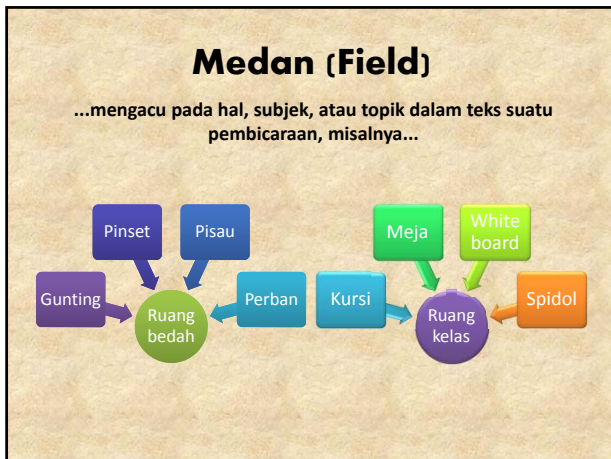 Medan (Field)
...mengacu pada hal, subjek, atau topik dalam teks suatu
pembicaraan, misalnya...
Gunting
Pinset
Pisau
Perban
Ruang
bedah
Kursi
Meja
White
board
Spidol
Ruang
kelas